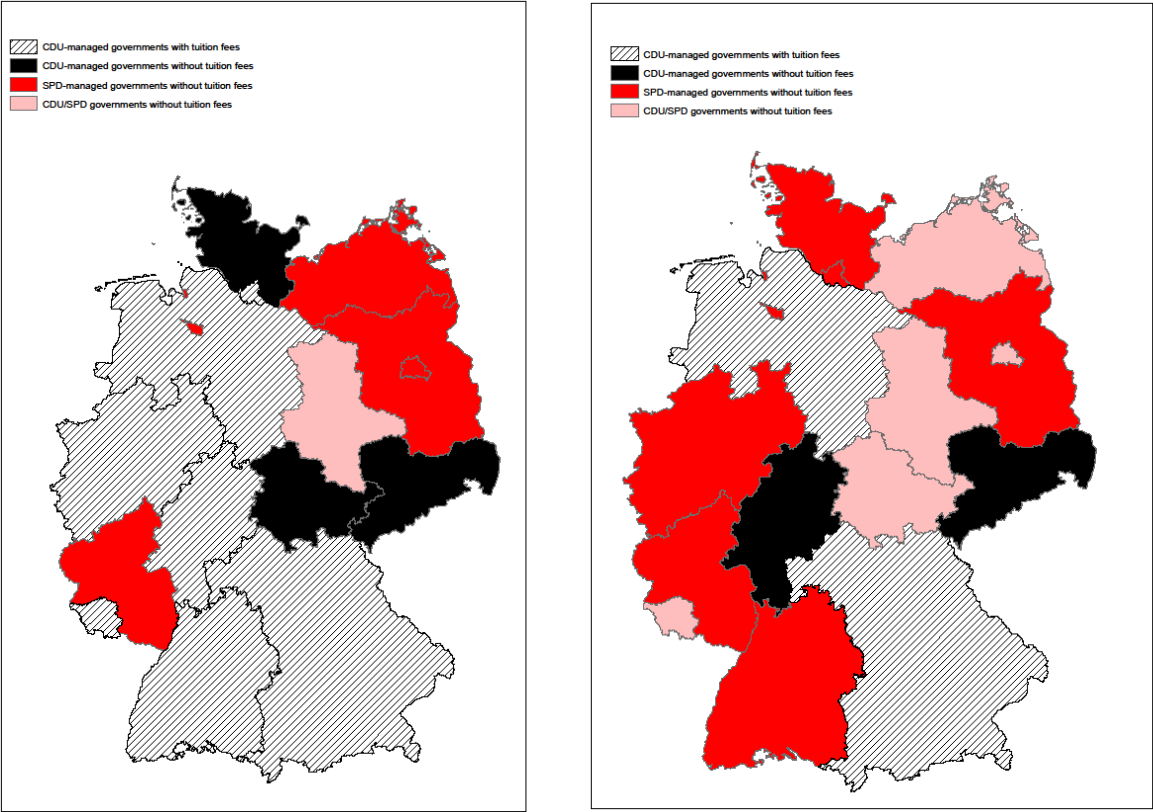 CDU-managed governments with tuition fees
CDU-managed governments without tuition fees
SPD-managed governments without tuition fees
CDU/SPD governments without tuition fees
CDU-managed governments with tuition fees
CDU-managed governments without tuition fees
SPD-managed governments without tuition fees
CDU/SPD governments without tuition fees